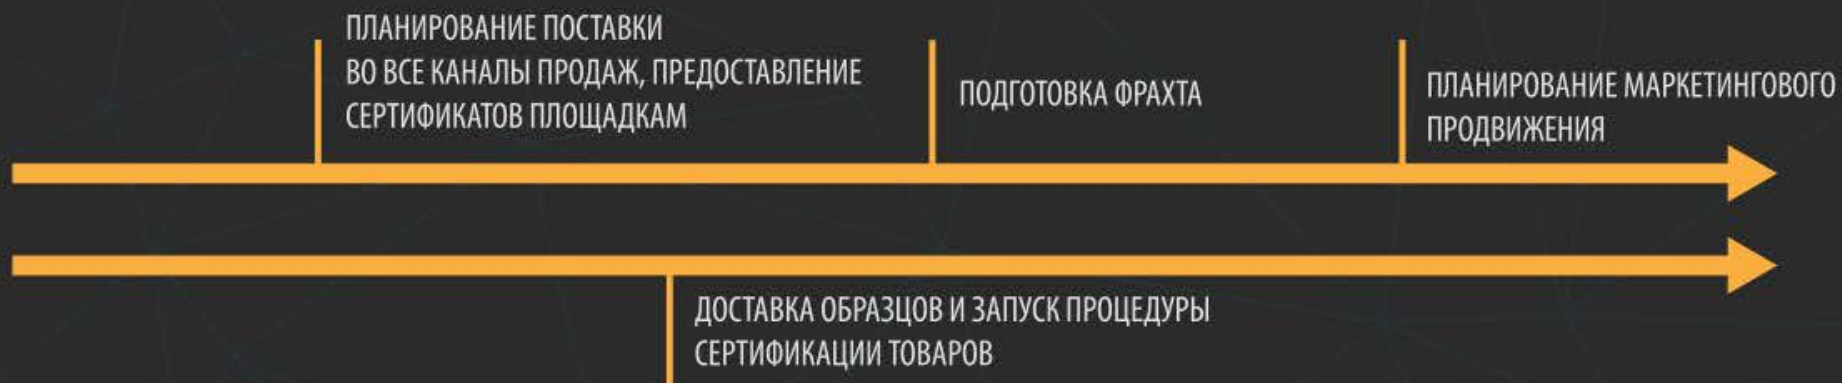 ПЛАНИРОВАНИЕ ПОСТАВКИ
ВО ВСЕ КАНАЛЫ ПРОДАЖ, ПРЕДОСТАВЛЕНИЕ
СЕРТИФИКАТОВ ПЛОЩАДКАМ
ПОДГОТОВКА ФРАХТА
ПЛАНИРОВАНИЕ МАРКЕТИНГОВОГО
ПРОДВИЖЕНИЯ
ДОСТАВКА ОБРАЗЦОВ И ЗАПУСК ПРОЦЕДУРЫ
СЕРТИФИКАЦИИ ТОВАРОВ